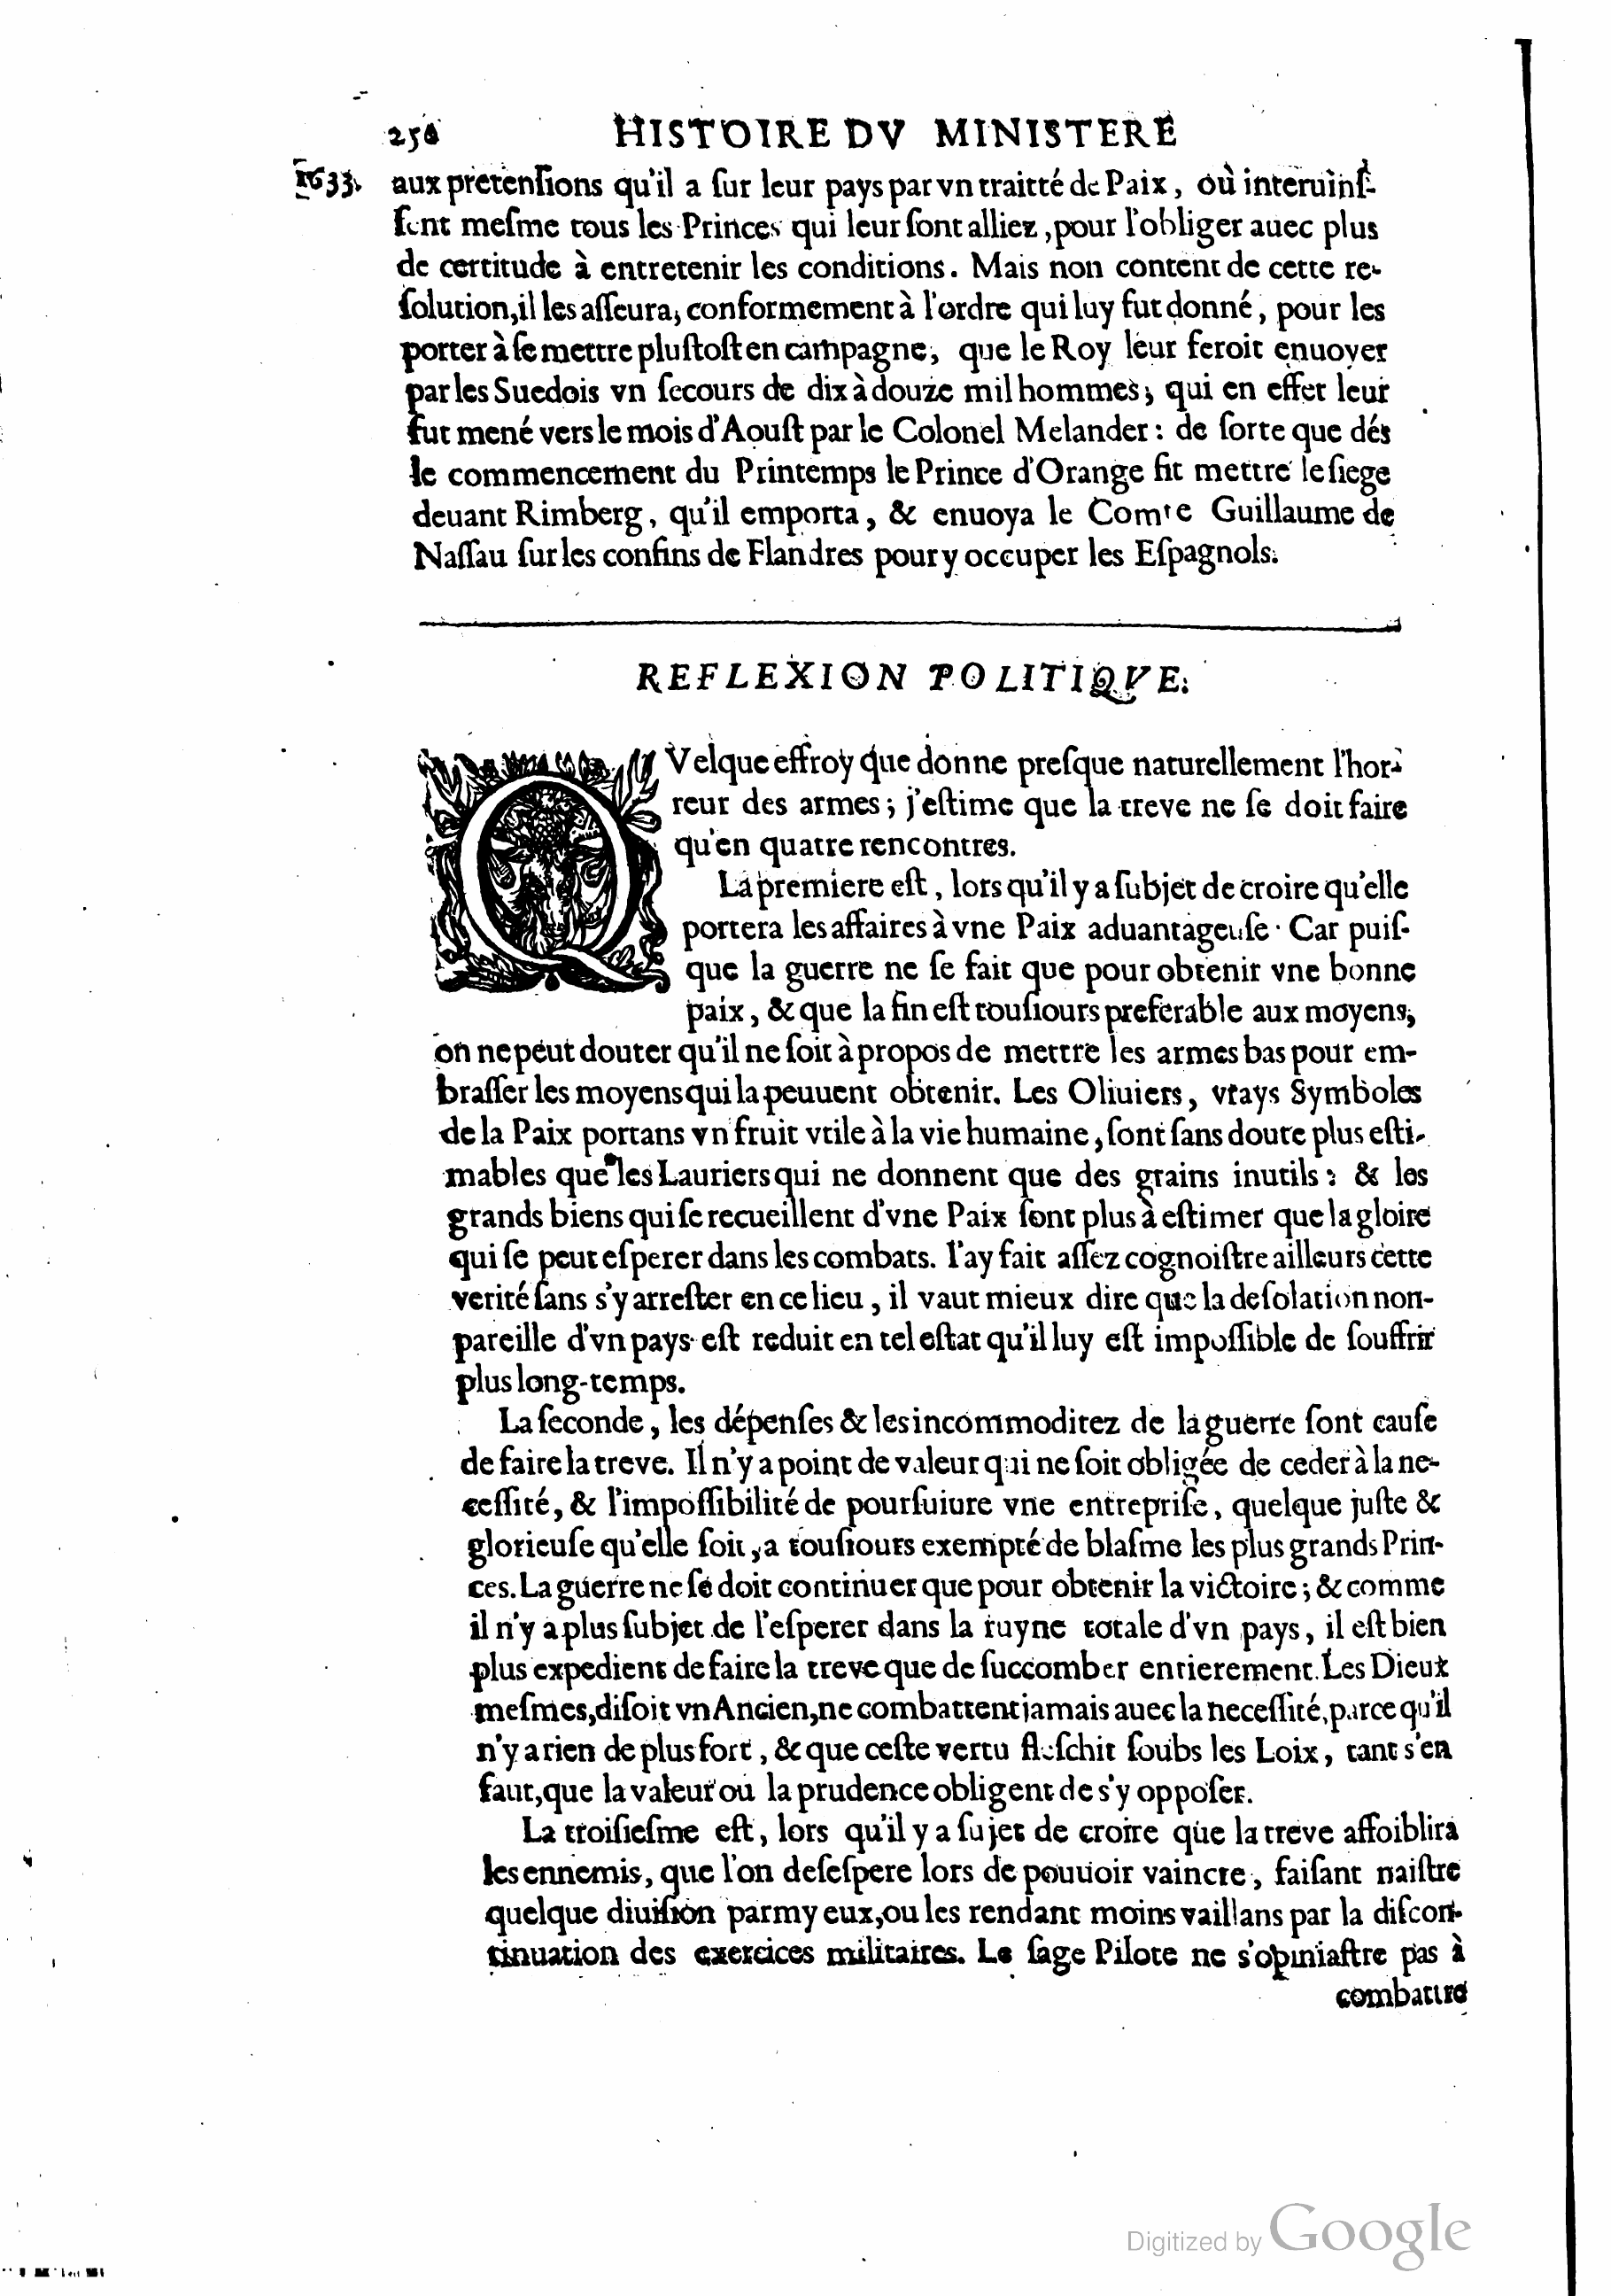 250 HISTOIRE DV MINISTERE
1633. aux pretenſions qu'il a ſur leur pays par vn traitté de Paix, où interuinſ-
ſent meſme tous les Princes qui leur ſont alliez, pour l'obliger auec plus
de certitude à entretenir les conditions. Mais non content de cette re-
ſolution, il les aſſeura, conformement à l'ordre qui luy fut donné, pour les
porter à ſe mettre pluſtoſt en campagne, que le Roy leur feroit enuoyer
par les Suedois vn ſecours de dix à douze mil hommes; qui en effet leur
fut mené vers le mois d'Aouſt par le Colonel Melander: de ſorte que dés
le commencement du Printemps le Prince d'Orange fit mettre le ſiege
deuant Rimberg, qu'il emporta, & enuoya le Comte Guillaume de
Naſſau ſur les confins de Flandres pour y occuper les Eſpagnols.
REFLEXION POLITIQVE.
QVelque effroy que donne preſque naturellement l'hor-
reur des armes; j'eſtime que la treve ne ſe doit faire
qu'en quatre rencontres.
La premiere eſt, lors qu'il y a ſubjet de croire qu'elle
portera les affaires à vne Paix aduantageuſe. Car puiſ-
que la guerre ne ſe fait que pour obtenir vne bonne
paix, & que la fin eſt touſiours preferable aux moyens,
on ne peut douter qu'il ne ſoit à propos de mettre les armes bas pour em-
braſſer les moyens qui la peuuent obtenir. Les Oliuiers, vrays Symboles
de la Paix portans vn fruit vtile à la vie humaine, ſont ſans doute plus eſti-
mables que les Lauriers qui ne donnent que des grains inutils: & les
grands biens qui ſe recueillent d'vne Paix ſont plus à eſtimer que la gloire
qui ſe peut eſperer dans les combats. I'ay fait aſſez cognoiſtre ailleurs cette
verité ſans s'y arreſter en ce lieu, il vaut mieux dire que la deſolation non-
pareille d'vn pays eſt reduit en tel eſtat qu'il luy eſt impoſſible de ſouffrir
plus long-temps.
La ſeconde, les dépenſes & les incommoditez de la guerre ſont cauſe
de faire la treve. Il n'y a point de valeur qui ne ſoit obligée de ceder à la ne-
ceſſité, & l'impoſſibilité de pourſuiure vne entrepriſe, quelque juſte &
glorieuſe qu'elle ſoit, a touſiours exempté de blaſme les plus grands Prin-
ces. La guerre ne ſe doit continuer que pour obtenir la victoire; & comme
il n'y a plus ſubjet de l'eſperer dans la ruyne totale d'vn pays, il eſt bien
plus expedient de faire la treve que de ſuccomber entierement. Les Dieux
meſmes, diſoit vn Ancien, ne combattent jamais auec la neceſſité, parce qu'il
n'y a rien de plus fort, & que ceſte vertu fleſchit ſoubs les Loix, tant s'en
faut, que la valeur ou la prudence obligent de s'y oppoſer.
La troiſieſme eſt, lors qu'il y a ſujet de croire que la treve affoiblira
les ennemis, que l'on deſeſpere lors de pouuoir vaincre, faiſant naiſtre
quelque diuiſion parmy eux, ou les rendant moins vaillans par la diſcon-
tinuation des exercices militaires. Le ſage Pilote ne s'opiniaſtre pas à
combattre
Digitized by Google